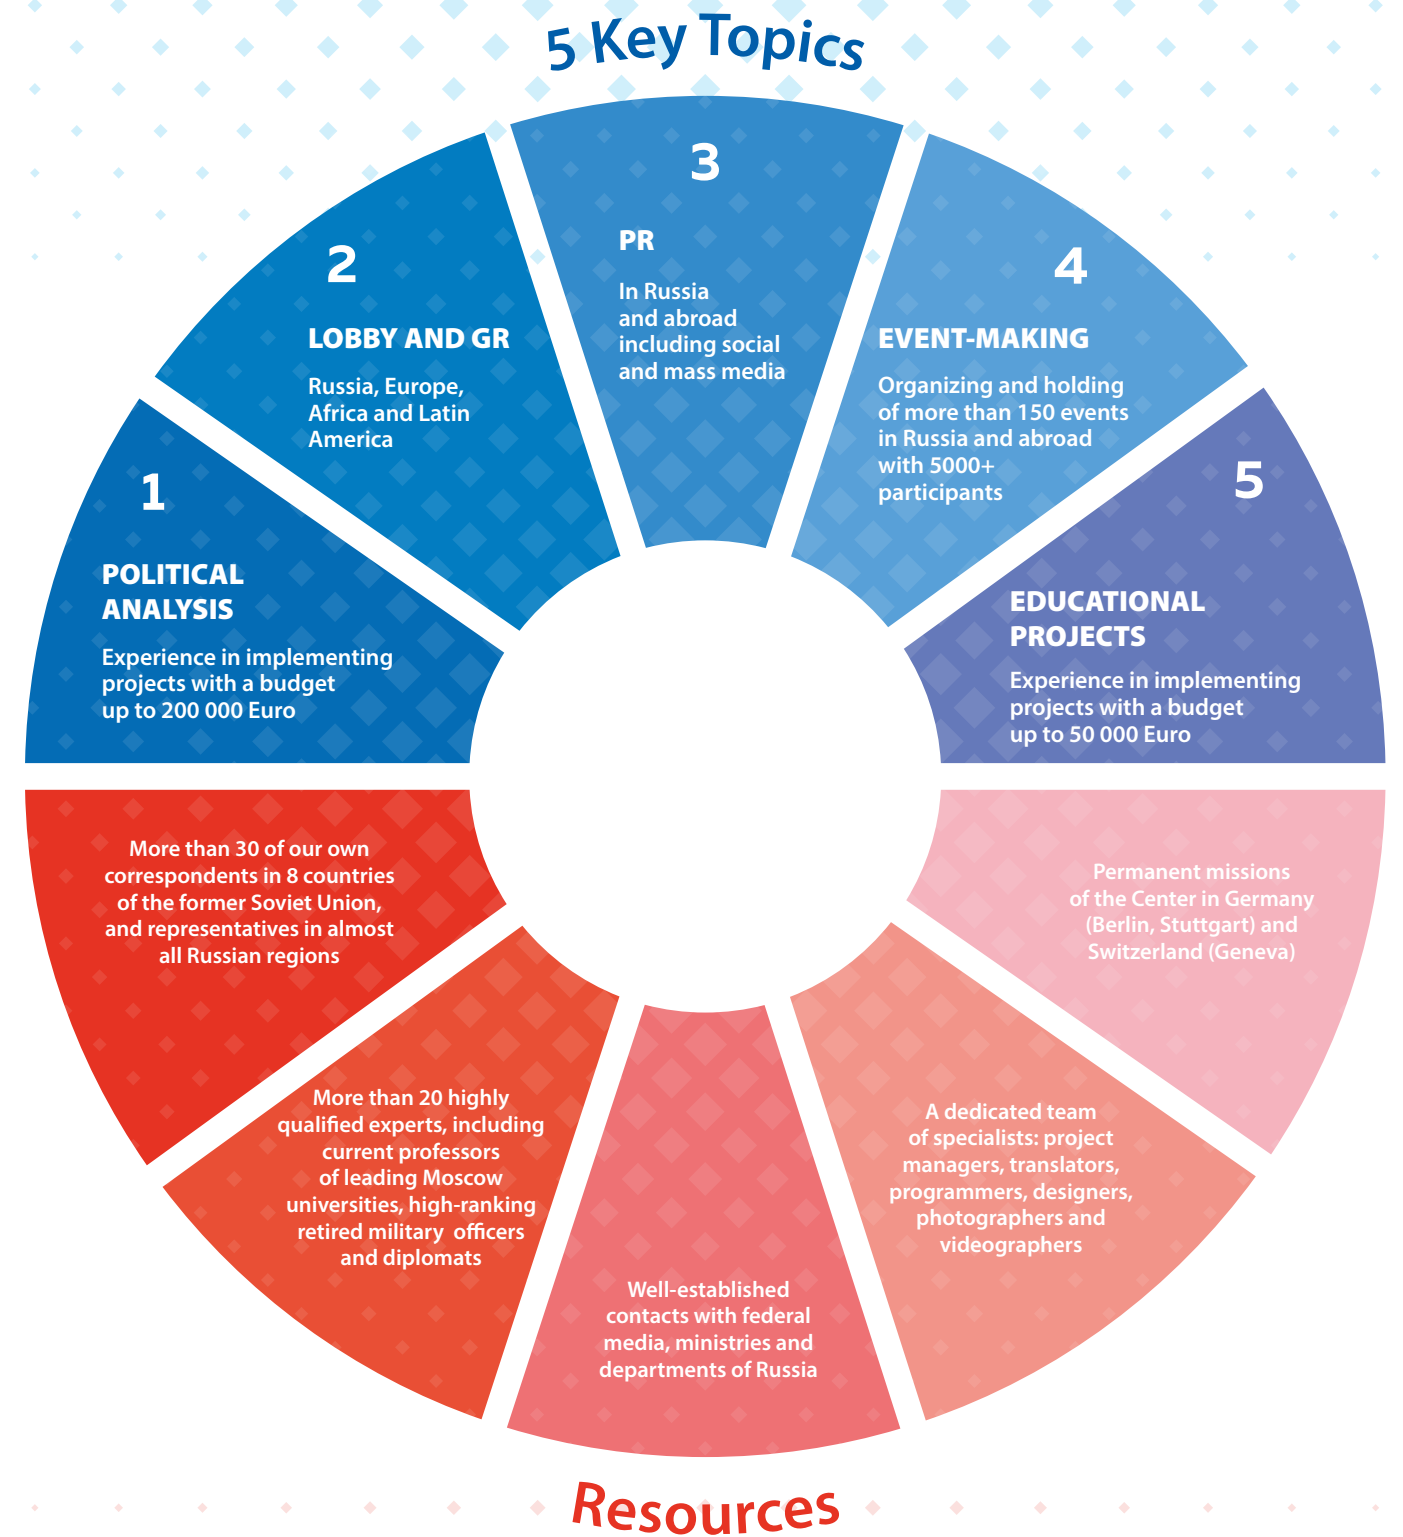 5 Key Topics
1
POLITICAL
ANALYSIS
Experience in implementing
projects with a budget
up to 200 000 Euro
2
LOBBY AND GR
Russia, Europe,
Africa and Latin
America
3
PR
In Russia
and abroad
including social
and mass media
4
EVENT-MAKING
Organizing and holding
of more than 150 events
in Russia and abroad
with 5000+
participants
5
EDUCATIONAL
PROJECTS
Experience in implementing
projects with a budget
up to 50 000 Euro
More than 30 of our own
correspondents in 8 countries
of the former Soviet Union,
and representatives in almost
all Russian regions
More than 20 highly
qualified experts, including
current professors
of leading Moscow
universities, high-ranking
retired military officers
and diplomats
Well-established
contacts with federal
media, ministries and
departments of Russia
A dedicated team
of specialists: project
managers, translators,
programmers, designers,
photographers and
videographers
Permanent missions
of the Center in Germany
(Berlin, Stuttgart) and
Switzerland (Geneva)
Resources